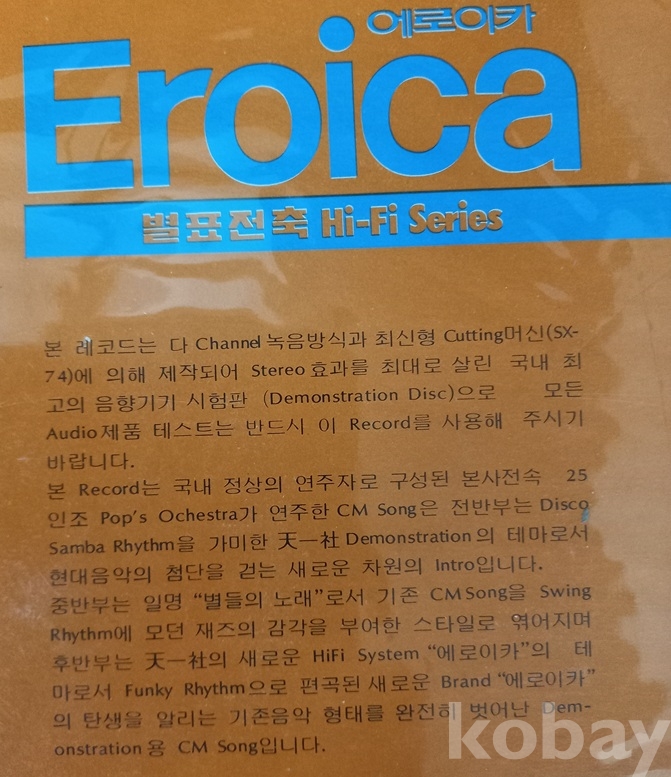 에로이카
Eroica
별표전축 Hi-Fi Series
본 레코드는 다 Channel 녹음방식과 최신형 Cutting머신(SX-
74)에 의해 제작되어 Stereo 효과를 최대로 살린 국내 최
고의 음향기기 시험판 (Demonstration Disc)으로 모든
Audio제품 테스트는 반드시 이 Record를 사용해 주시기
바랍니다.
본 Record는 국내 정상의 연주자로 구성된 본사전속 25
인조 Pop's Ochestra가 연주한 CM Song은 전반부는 Disco
Samba Rhythm을 가미한 天一社 Demonstration의 테마로서
현대음악의 첨단을 걷는 새로운 차원의 Intro입니다.
중반부는 일명 “별들의 노래”로서 기존 CM Song을 Swing
Rhythm에 모던 재즈의 감각을 부여한 스타일로 엮어지며
후반부는 天一社의 새로운 HiFi System “에로이카”의 테
마로서 Funky Rhythm으로 편곡된 새로운 Brand “에로이카”
의 탄생을 알리는 기존음악 형태를 완전히 벗어난 Dem-
onstration용 CM Song입니다.
kobay